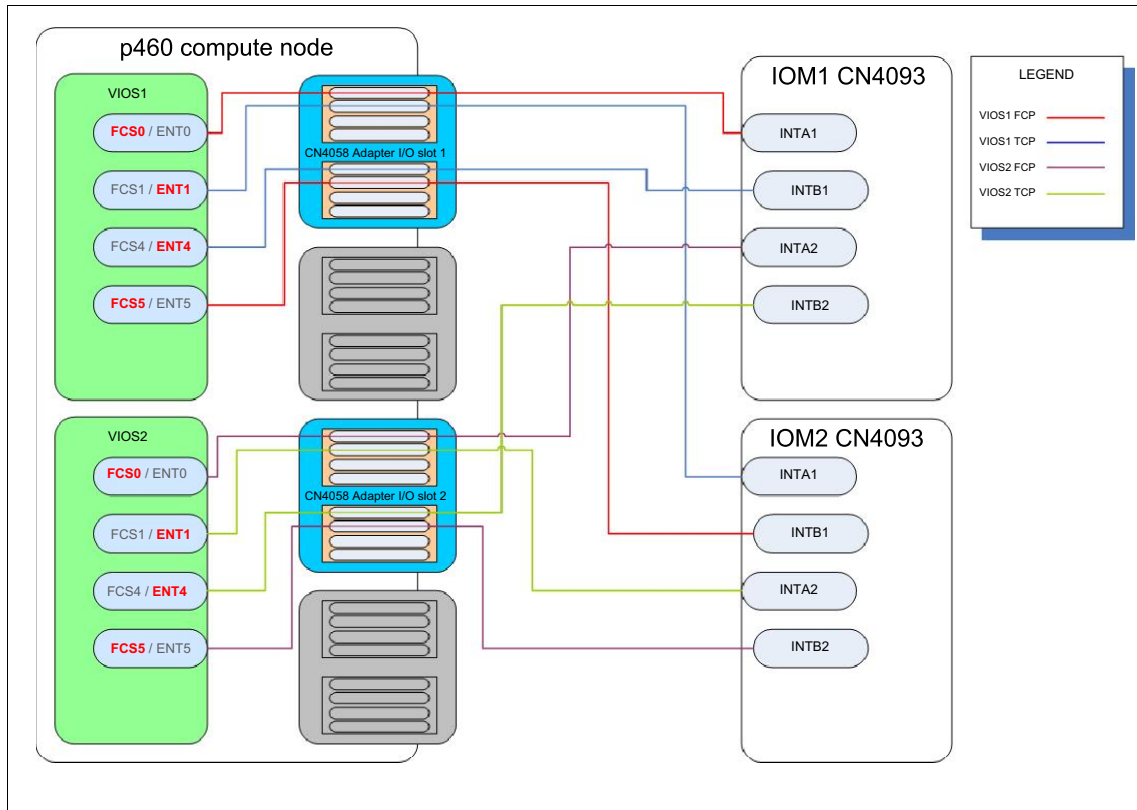 p460 compute node
VIOS1
FCS0 / ENT0
FCS1 / ENT1
FCS4 / ENT4
FCS5 / ENT5
CN4058 Adapter I/O slot 1
VIOS2
FCS0 / ENT0
FCS1 / ENT1
FCS4 / ENT4
FCS5 / ENT5
CN4058 Adapter I/O slot 2
IOM1 CN4093
INTA1
INTB1
INTA2
INTB2
IOM2 CN4093
INTA1
INTB1
INTA2
INTB2
LEGEND
VIOS1 FCP
VIOS1 TCP
VIOS2 FCP
VIOS2 TCP